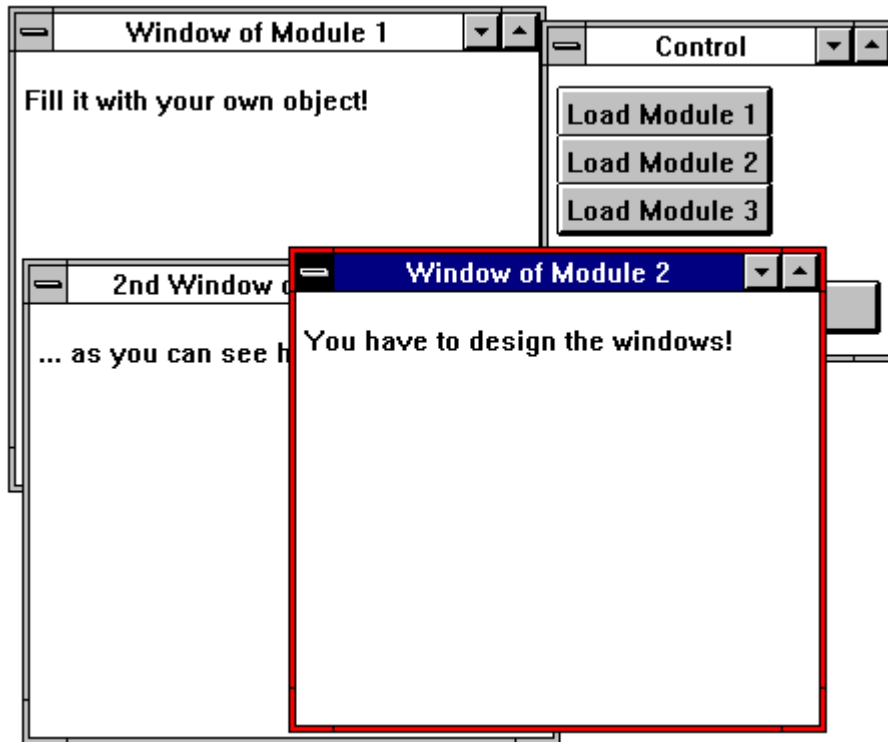 Window of Module 1
Fill it with your own object!
Control
Load Module 1
Load Module 2
Load Module 3
2nd Window
... as you can see
Window of Module 2
You have to design the windows!